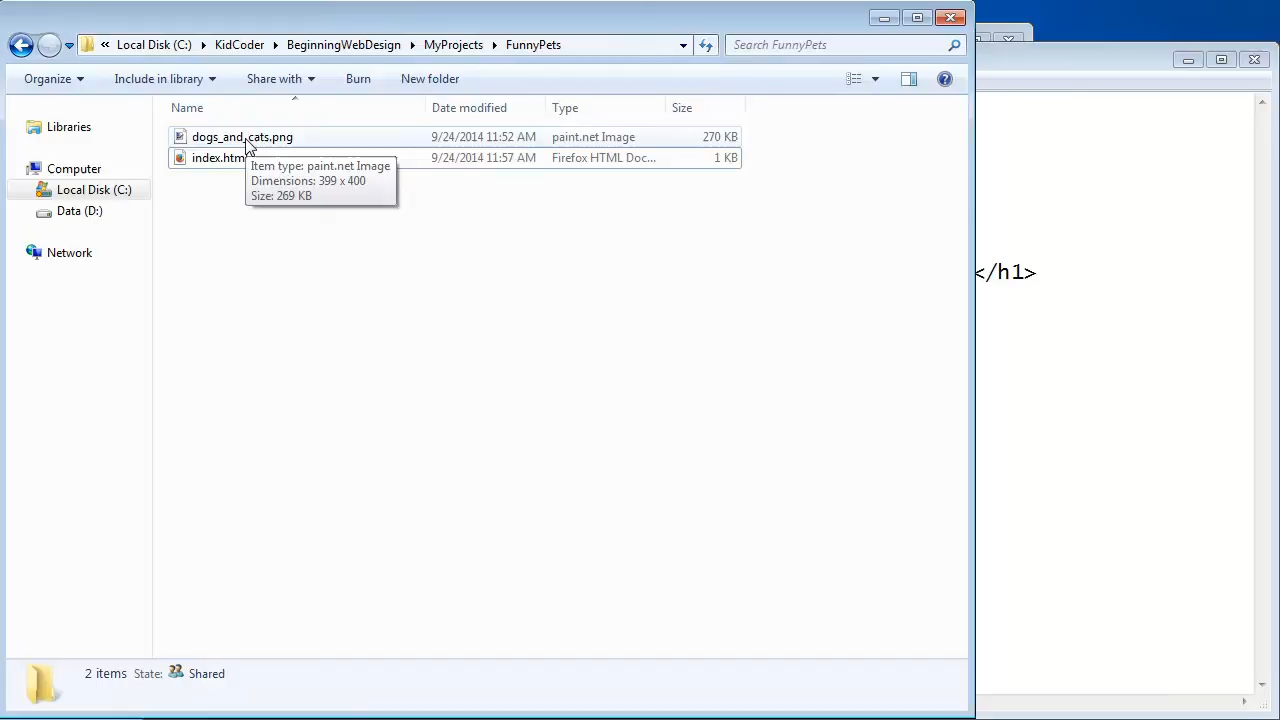 « Local Disk (C:) ▸ KidCoder ▸ BeginningWebDesign ▸ MyProjects ▸ FunnyPets
Search FunnyPets
Organize Include in library Share with Burn New folder
Name Date modified Type Size
Libraries
dogs_and_cats.png 9/24/2014 11:52 AM paint.net Image 270 KB
index.htm 9/24/2014 11:57 AM Firefox HTML Doc... 1 KB
Item type: paint.net Image
Dimensions: 399 x 400
Size: 269 KB
Computer
Local Disk (C:)
Data (D:)
Network
</h1>
2 items State: Shared